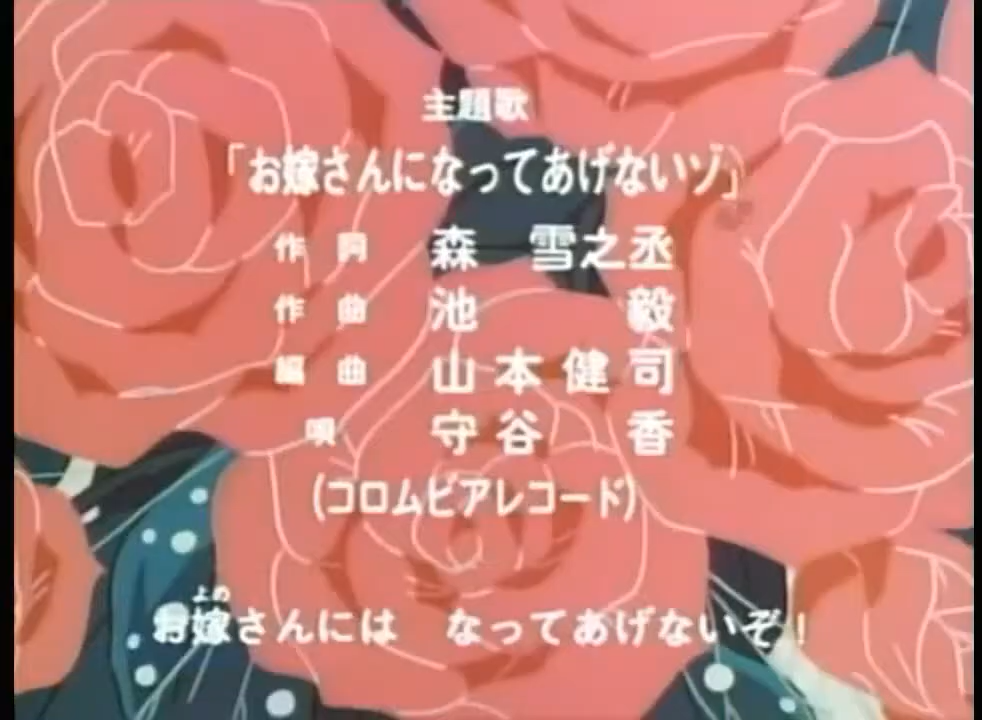 主題歌
「お嫁さんになってあげないゾ」
作 詞 森 雪之丞
作 曲 池 毅
編 曲 山本健司
唄 守谷 香
(コロムビアレコード)
よめ
お嫁さんには なってあげないぞ!